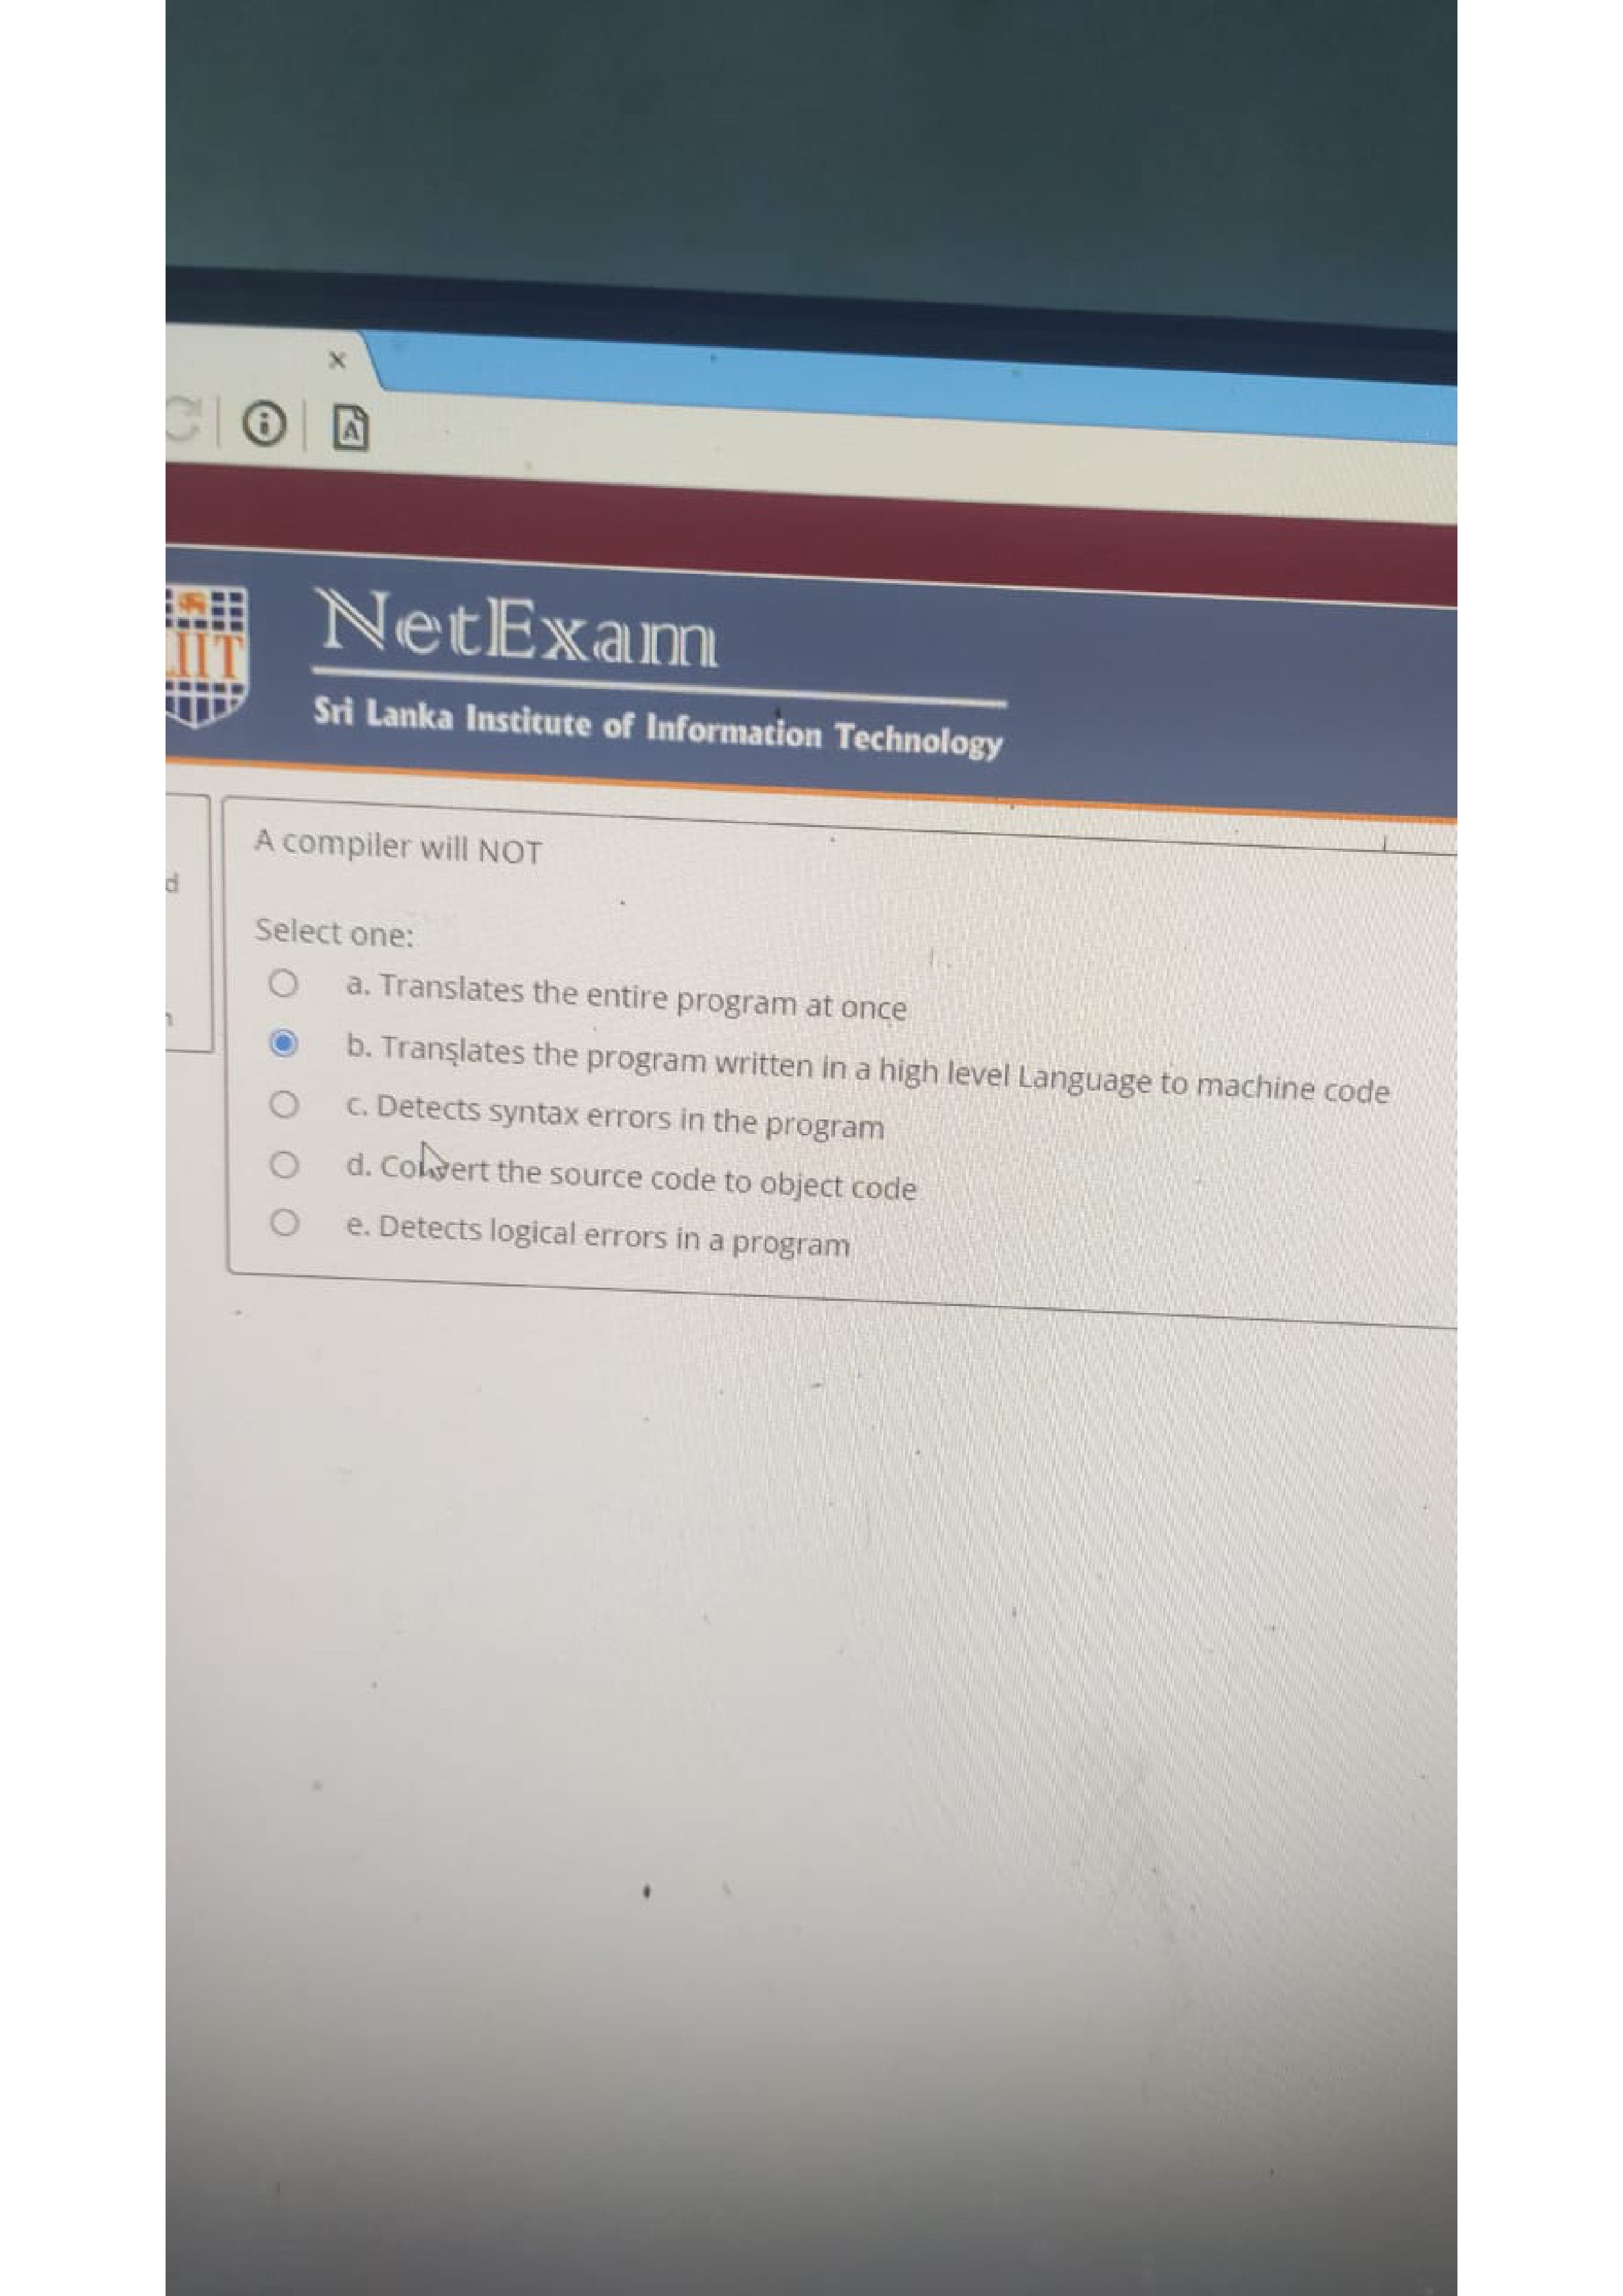 NetExam
IIT
Sri Lanka Institute of Information Technology
A compiler will NOT
d
Select one:
a. Translates the entire program at once
b. Translates the program written in a high level Language to machine code
c. Detects syntax errors in the program
d. Convert the source code to object code
e. Detects logical errors in a program